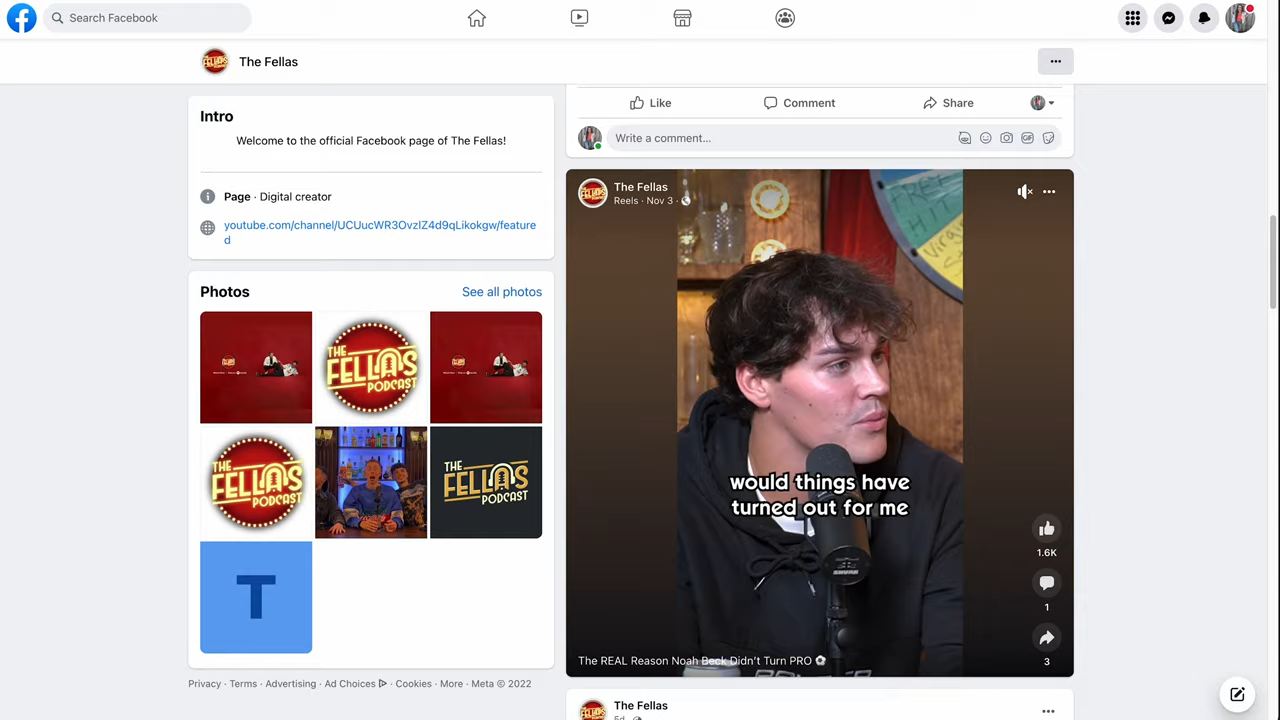 Search Facebook
The Fellas
Intro
Welcome to the official Facebook page of The Fellas!
Page · Digital creator
youtube.com/channel/UCUucWR3OvzIZ4d9qLikokgw/feature
d
Photos
See all photos
THE
FELLAS
PODCAST
THE
FELLAS
PODCAST
THE
FELLAS
PODCAST
T
Privacy · Terms · Advertising · Ad Choices · Cookies · More · Meta © 2022
Like
Comment
Share
Write a comment...
GIF
The Fellas
Reels · Nov 3 ·
would things have
turned out for me
SHURE
1.6K
1
3
The REAL Reason Noah Beck Didn't Turn PRO ⚽
The Fellas
5d